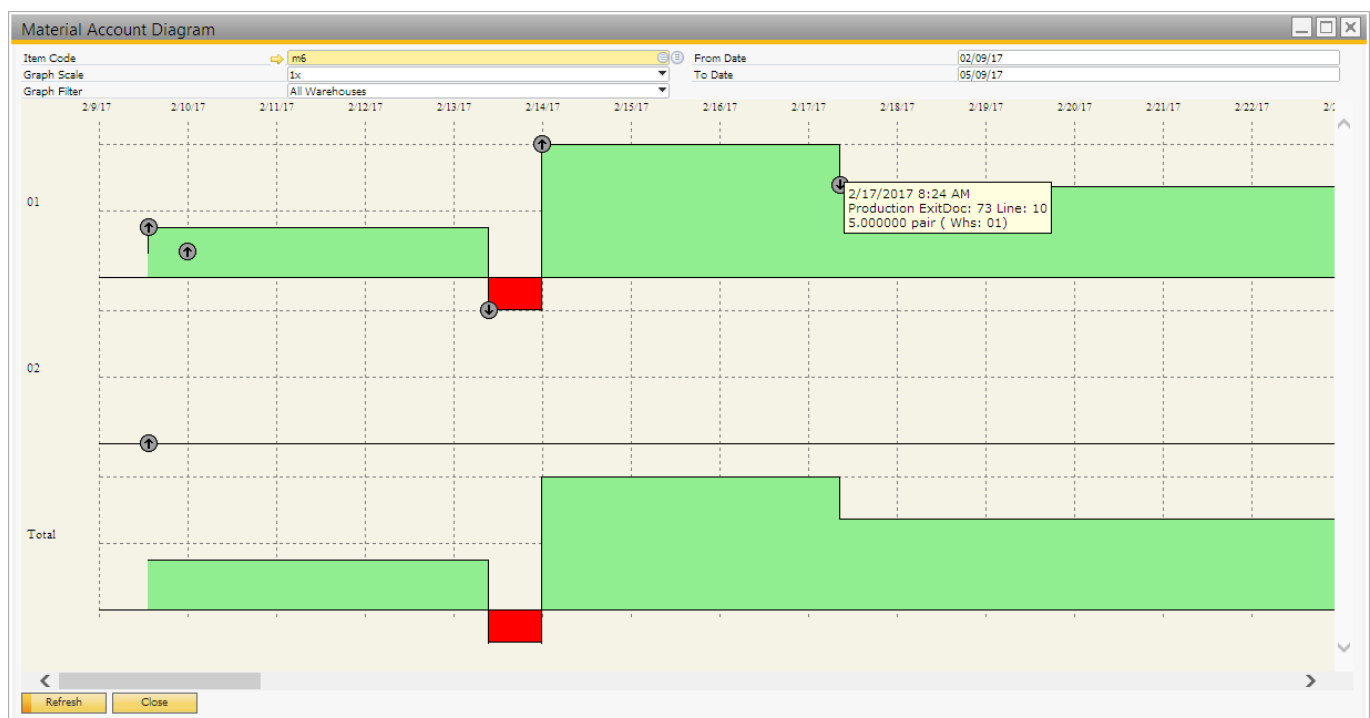 Material Account Diagram
Item Code m6 From Date 02/09/17
Graph Scale 1x To Date 05/09/17
Graph Filter All Warehouses
2/9/17 2/10/17 2/11/17 2/12/17 2/13/17 2/14/17 2/15/17 2/16/17 2/17/17 2/18/17 2/19/17 2/20/17 2/21/17 2/22/17
01
2/17/2017 8:24 AM
Production ExitDoc: 73 Line: 10
5.000000 pair ( Whs: 01)
02
Total
Refresh Close